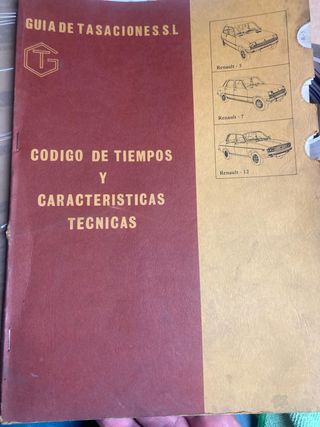 GUIA DE TASACIONES S.L
TG
CODIGO DE TIEMPOS
Y
CARACTERISTICAS
TECNICAS
Renault - 5
Renault - 7
Renault - 12